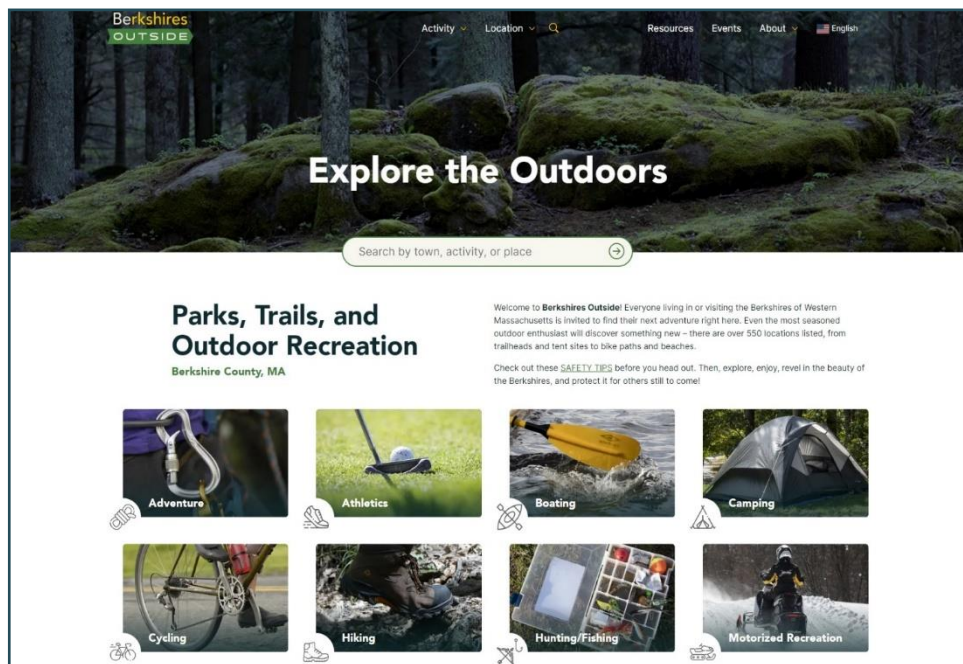 Berkshires
OUTSIDE
Activity
Location
Resources
Events
About
English
Explore the Outdoors
Search by town, activity, or place
Parks, Trails, and
Outdoor Recreation
Berkshire County, MA
Welcome to Berkshires Outside! Everyone living in or visiting the Berkshires of Western
Massachusetts is invited to find their next adventure right here. Even the most seasoned
outdoor enthusiast will discover something new – there are over 550 locations listed, from
trailheads and tent sites to bike paths and beaches.
Check out these SAFETY TIPS before you head out. Then, explore, enjoy, revel in the beauty of
the Berkshires, and protect it for others still to come!
Adventure
Athletics
Boating
Camping
Cycling
Hiking
Hunting/Fishing
Motorized Recreation